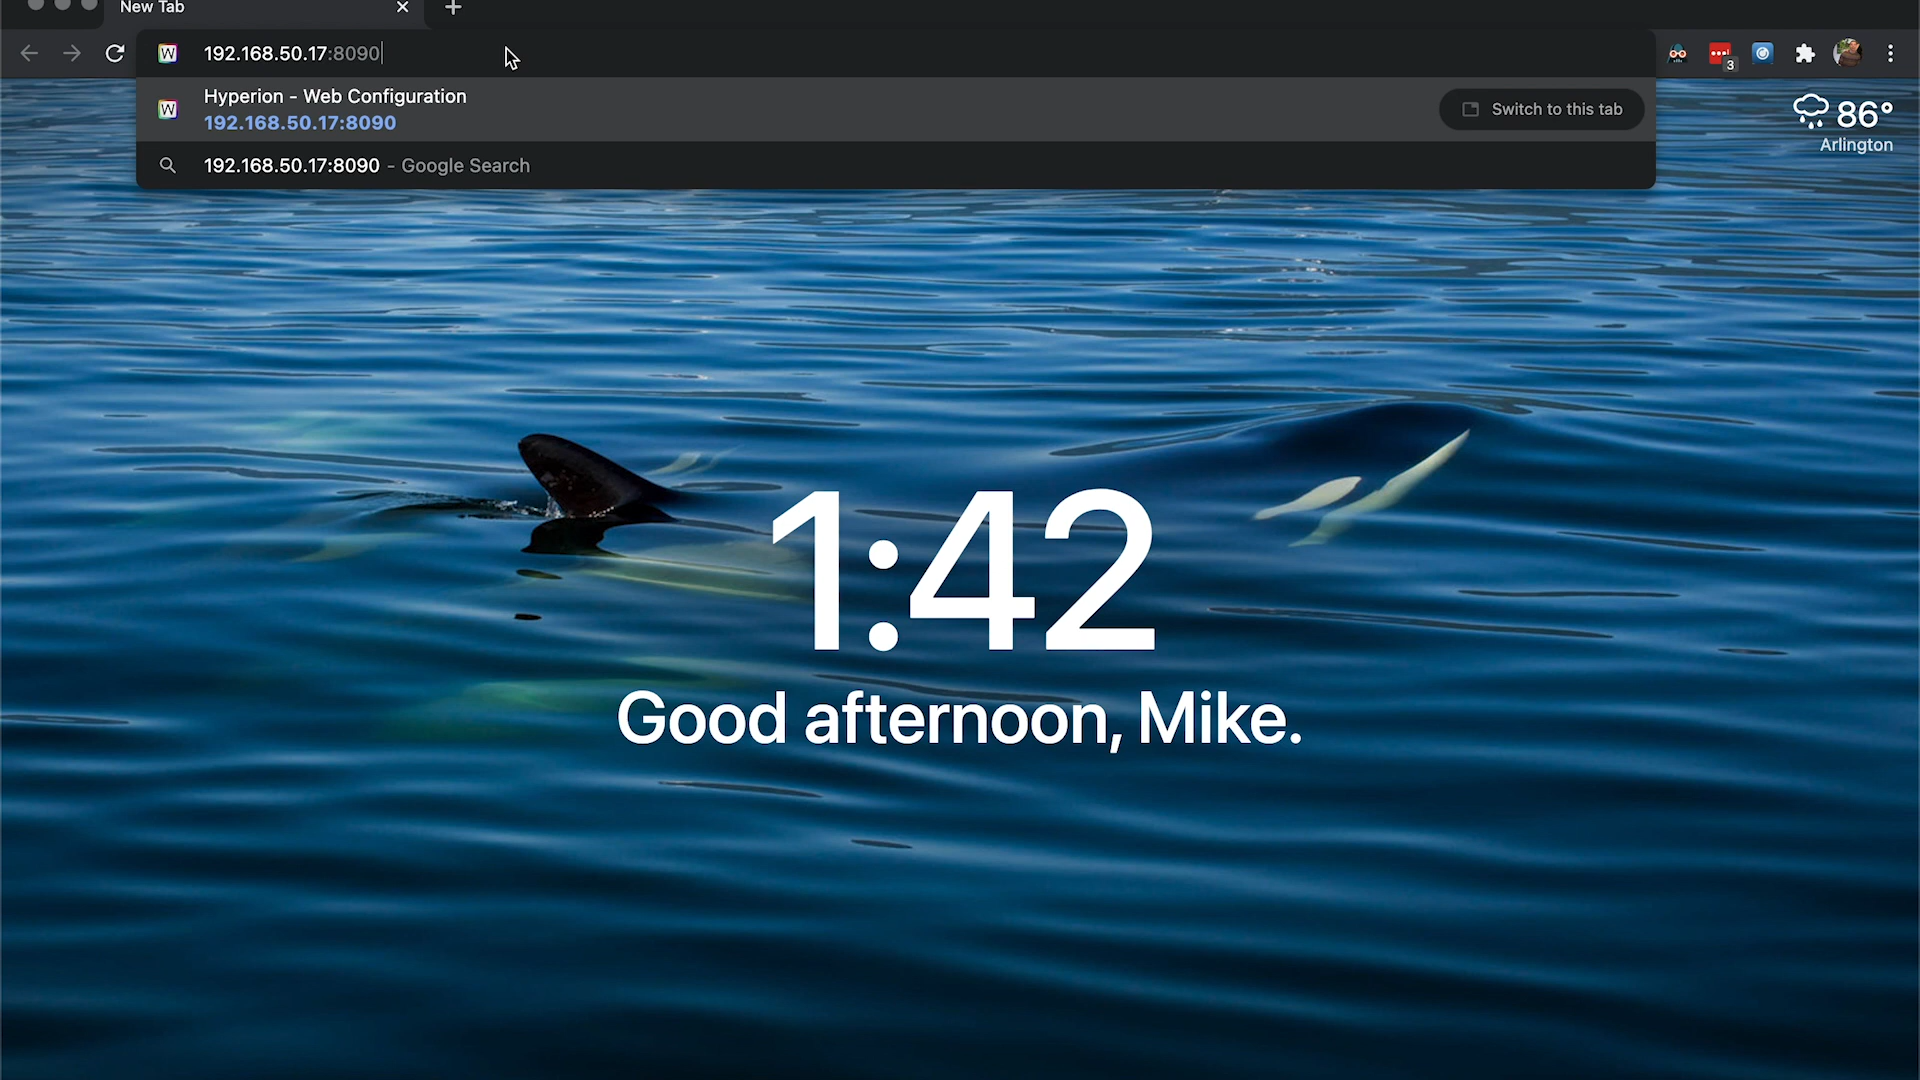 New Tab
192.168.50.17:8090
Hyperion - Web Configuration
192.168.50.17:8090
Switch to this tab
192.168.50.17:8090 - Google Search
3
86°
Arlington
1:42
Good afternoon, Mike.